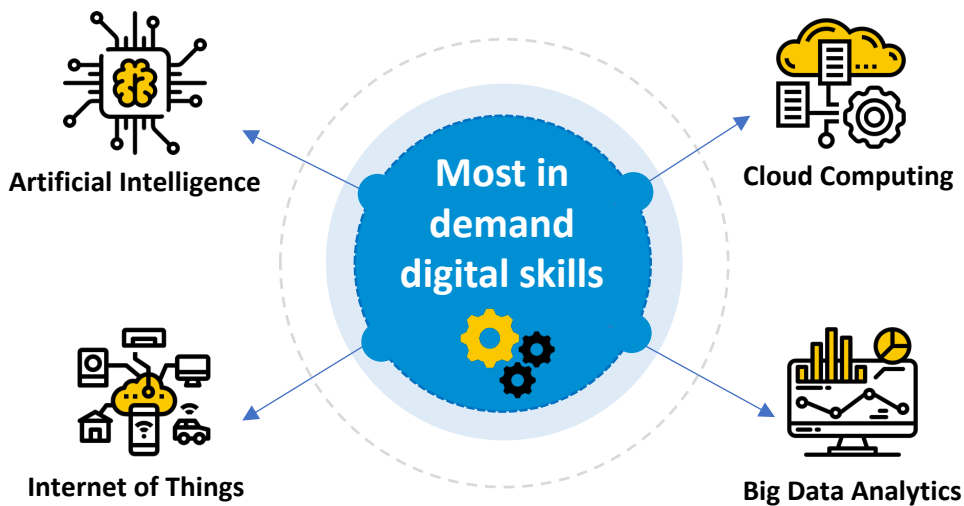 Most in
demand
digital skills
Artificial Intelligence
Cloud Computing
Internet of Things
Big Data Analytics